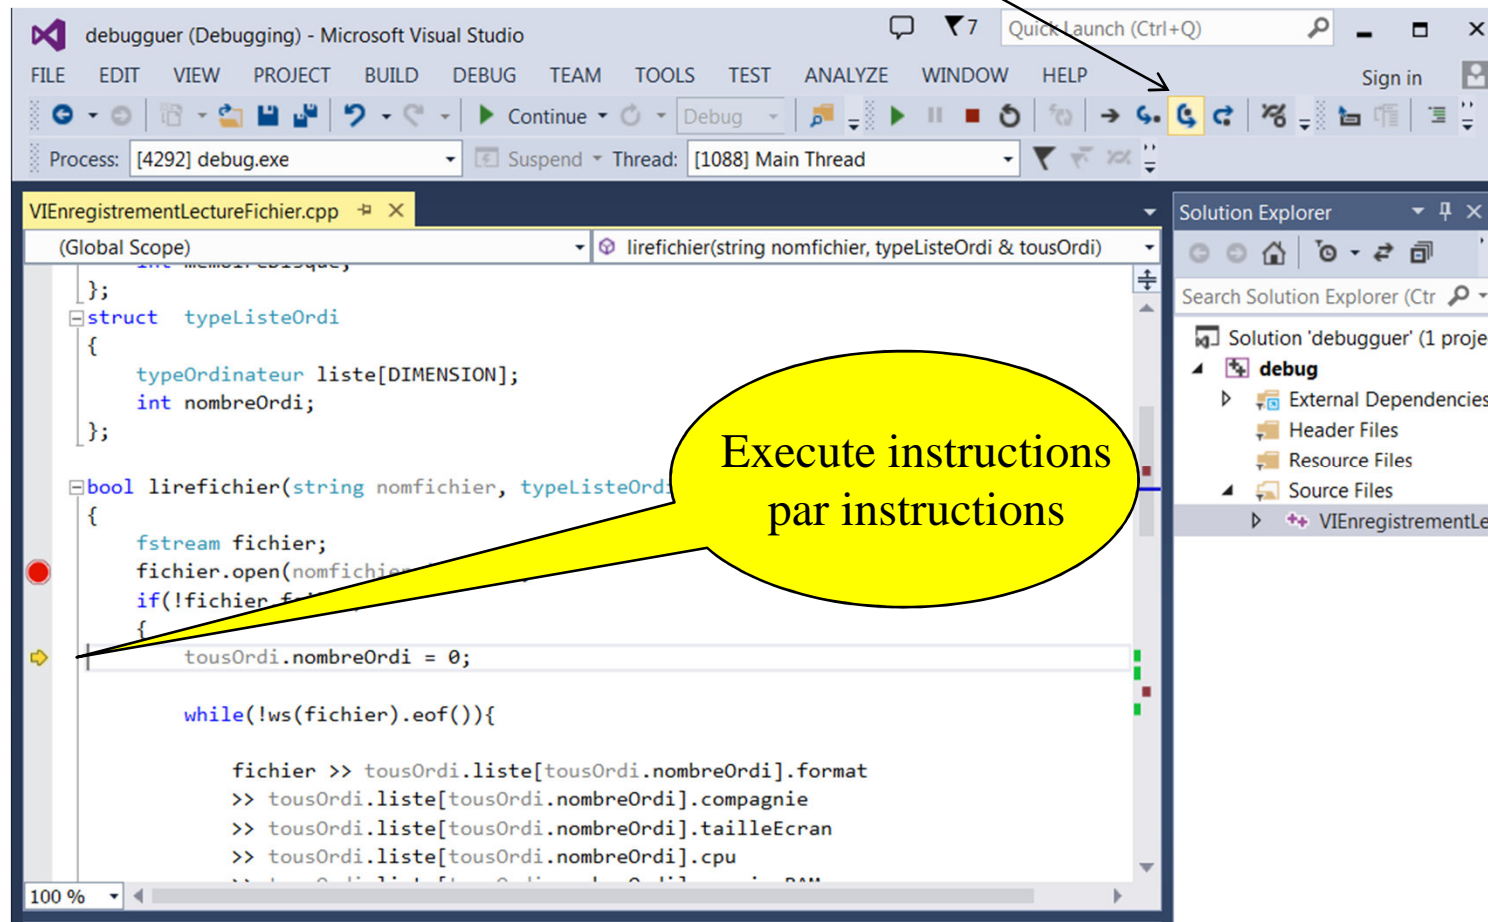 debugguer (Debugging) - Microsoft Visual Studio
7
Quick Launch (Ctrl+Q)
FILE EDIT VIEW PROJECT BUILD DEBUG TEAM TOOLS TEST ANALYZE WINDOW HELP
Sign in
Continue
Debug
Process: [4292] debug.exe
Suspend
Thread: [1088] Main Thread
VIEnregistrementLectureFichier.cpp
Solution Explorer
(Global Scope)
lirefichier(string nomfichier, typeListeOrdi & tousOrdi)
Search Solution Explorer (Ctr
int memoireDisque;
};
struct typeListeOrdi
{
typeOrdinateur liste[DIMENSION];
int nombreOrdi;
};
Solution 'debugguer' (1 proje
debug
External Dependencies
Header Files
Resource Files
Source Files
VIEnregistrementLe
Execute instructions
par instructions
bool lirefichier(string nomfichier, typeListeOrdi
{
fstream fichier;
fichier.open(nomfichier
if(!fichier.
{
tousOrdi.nombreOrdi = 0;
while(!ws(fichier).eof()){
fichier >> tousOrdi.liste[tousOrdi.nombreOrdi].format
>> tousOrdi.liste[tousOrdi.nombreOrdi].compagnie
>> tousOrdi.liste[tousOrdi.nombreOrdi].tailleEcran
>> tousOrdi.liste[tousOrdi.nombreOrdi].cpu
100 %